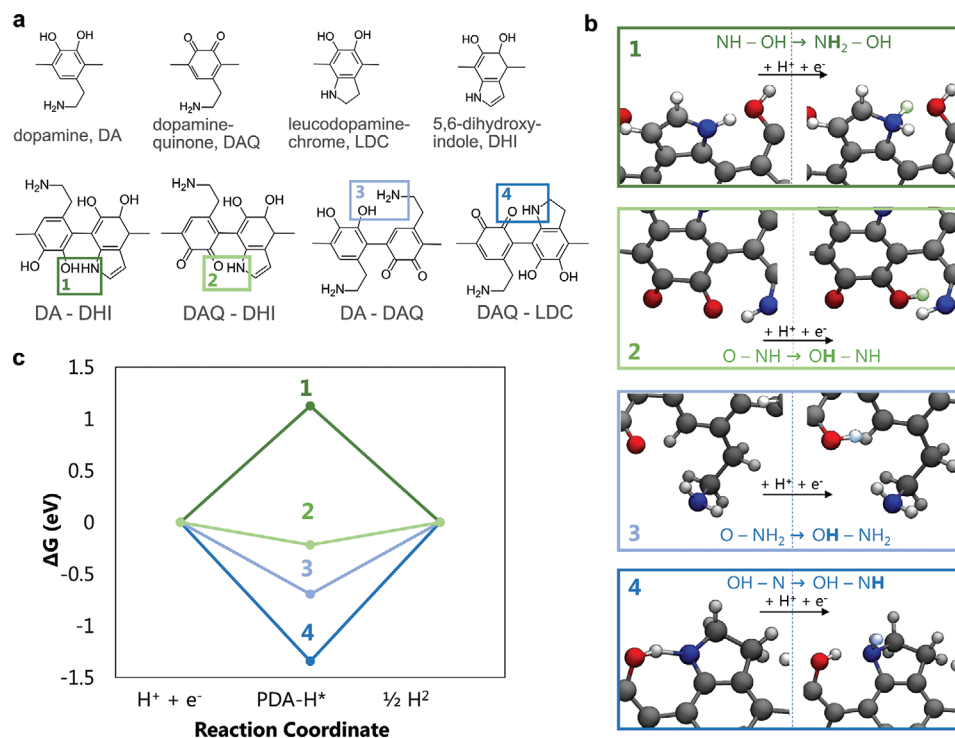 a
HO OH
H₂N
dopamine, DA
O O
H₂N
dopamine-
quinone, DAQ
HO OH
HN
leucodopamine-
chrome, LDC
HO OH
HN
5,6-dihydroxy-
indole, DHI
H₂N
HO OH
HO OHHN
1
DA - DHI
H₂N
HO OH
O O HN
2
DAQ - DHI
3
HO OH H₂N
O O
H₂N
DA - DAQ
4
O O HN
HO OH
H₂N
DAQ - LDC
b
1
NH – OH → NH₂ – OH
+ H⁺ + e⁻
+ H⁺ + e⁻
2
O – NH → OH – NH
+ H⁺ + e⁻
3
O – NH₂ → OH – NH₂
4
OH – N → OH – NH
+ H⁺ + e⁻
c
ΔG (eV)
1.5
1
0.5
0
-0.5
-1
-1.5
1
2
3
4
H⁺ + e⁻
PDA-H*
½ H²
Reaction Coordinate